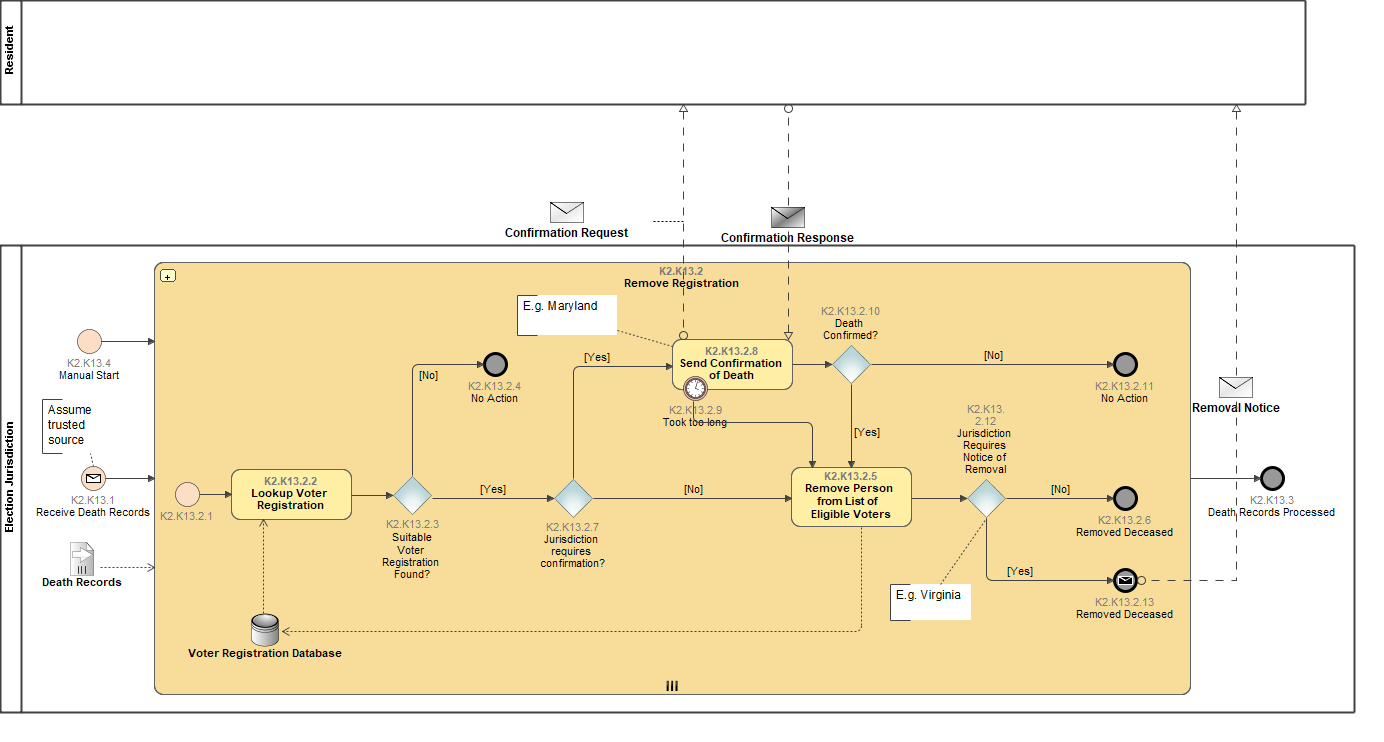 Resident
Confirmation Request
Confirmation Response
Election Jurisdiction
K2.K13.2
Remove Registration
E.g. Maryland
K2.K13.4
Manual Start
Assume
trusted
source
K2.K13.1
Receive Death Records
Death Records
K2.K13.2.1
K2.K13.2.2
Lookup Voter
Registration
K2.K13.2.3
Suitable
Voter
Registration
Found?
[No]
K2.K13.2.4
No Action
[Yes]
K2.K13.2.7
Jurisdiction
requires
confirmation?
[Yes]
[No]
K2.K13.2.8
Send Confirmation
of Death
K2.K13.2.9
Took too long
K2.K13.2.10
Death
Confirmed?
[No]
K2.K13.2.11
No Action
[Yes]
K2.K13.2.5
Remove Person
from List of
Eligible Voters
K2.K13.
2.12
Jurisdiction
Requires
Notice of
Removal
[No]
K2.K13.2.6
Removed Deceased
[Yes]
K2.K13.2.13
Removed Deceased
E.g. Virginia
Removal Notice
K2.K13.3
Death Records Processed
Voter Registration Database